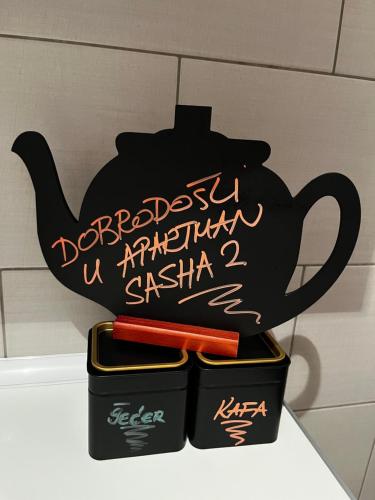 DOBRODOŠLI
U APARTMAN
SASHA 2
ŠEĆER
KAFA